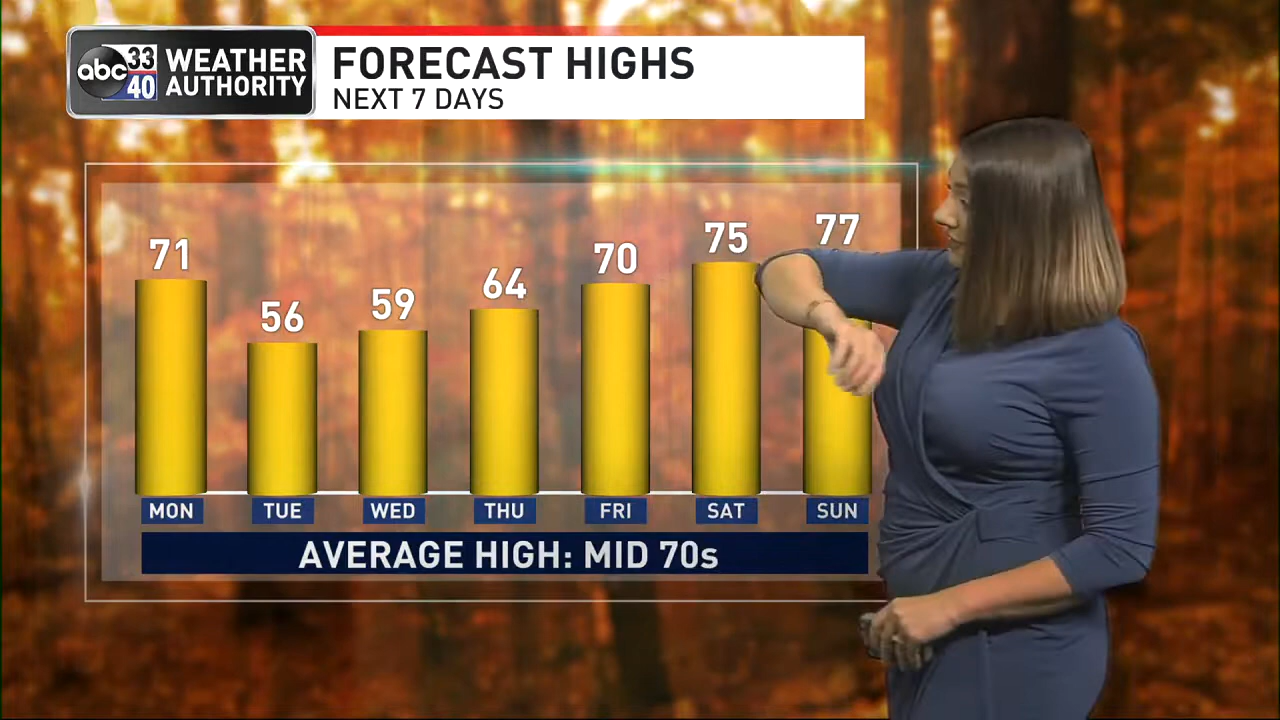 abc 33
40
WEATHER
AUTHORITY
FORECAST HIGHS
NEXT 7 DAYS
71 56 59 64 70 75 77
MON TUE WED THU FRI SAT SUN
AVERAGE HIGH: MID 70s